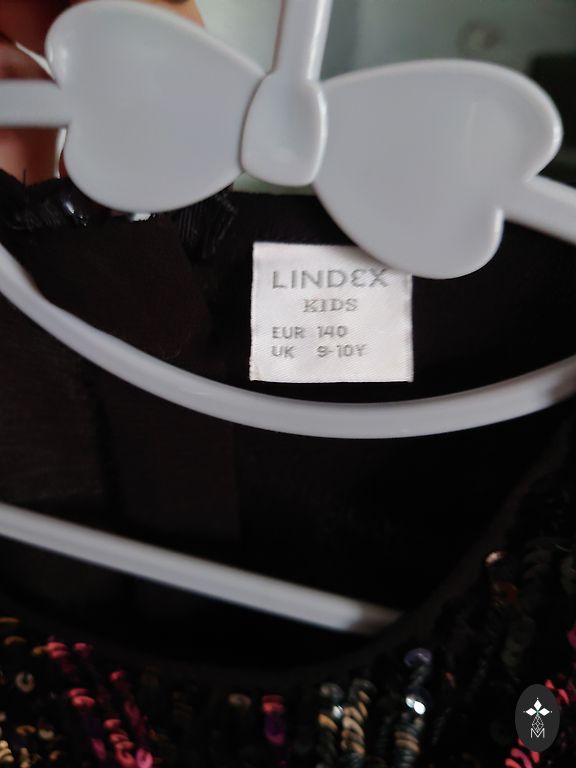 LINDEX
KIDS
EUR 140
UK 9-10Y
M